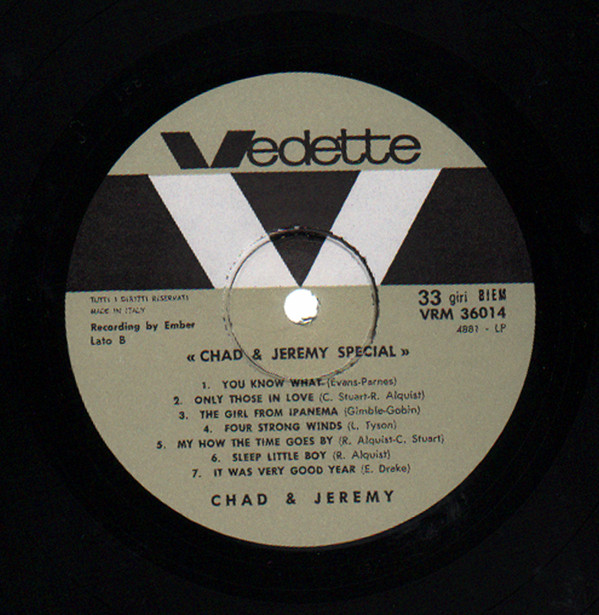 Vedette
TUTTI I DIRITTI RISERVATI
MADE IN ITALY
Recording by Ember
Lato B
33 giri BIEM
VRM 36014
4881 - LP
« CHAD & JEREMY SPECIAL »
1. YOU KNOW WHAT (Evans-Parnes)
2. ONLY THOSE IN LOVE (C. Stuart-R. Alquist)
3. THE GIRL FROM IPANEMA (Gimble-Gobin)
4. FOUR STRONG WINDS (L. Tyson)
5. MY HOW THE TIME GOES BY (R. Alquist-C. Stuart)
6. SLEEP LITTLE BOY (R. Alquist)
7. IT WAS VERY GOOD YEAR (E. Drake)
CHAD & JEREMY